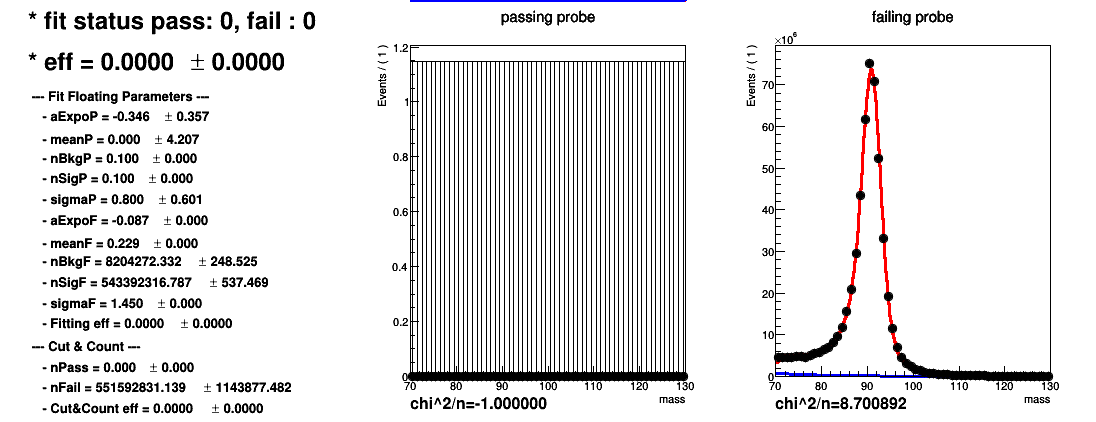 * fit status pass: 0, fail : 0
* eff = 0.0000 ± 0.0000
--- Fit Floating Parameters ---
- aExpoP = -0.346 ± 0.357
- meanP = 0.000 ± 4.207
- nBkgP = 0.100 ± 0.000
- nSigP = 0.100 ± 0.000
- sigmaP = 0.800 ± 0.601
- aExpoF = -0.087 ± 0.000
- meanF = 0.229 ± 0.000
- nBkgF = 8204272.332 ± 248.525
- nSigF = 543392316.787 ± 537.469
- sigmaF = 1.450 ± 0.000
- Fitting eff = 0.0000 ± 0.0000
--- Cut & Count ---
- nPass = 0.000 ± 0.000
- nFail = 551592831.139 ± 1143877.482
- Cut&Count eff = 0.0000 ± 0.0000
passing probe
Events / ( 1 )
1.2
1
0.8
0.6
0.4
0.2
0
70 80 90 100 110 120 130
mass
chi^2/n=-1.000000
failing probe
×10^6
Events / ( 1 )
70
60
50
40
30
20
10
0
70 80 90 100 110 120 130
mass
chi^2/n=8.700892